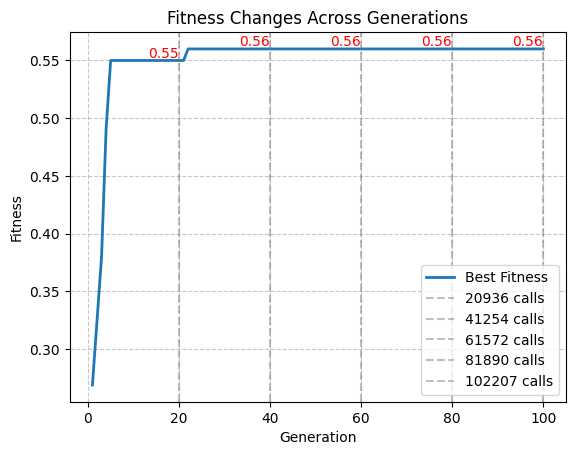 Fitness Changes Across Generations
0.55
0.56
0.56
0.56
0.56
0.55
0.50
0.45
0.40
0.35
0.30
Fitness
Best Fitness
20936 calls
41254 calls
61572 calls
81890 calls
102207 calls
0
20
40
60
80
100
Generation